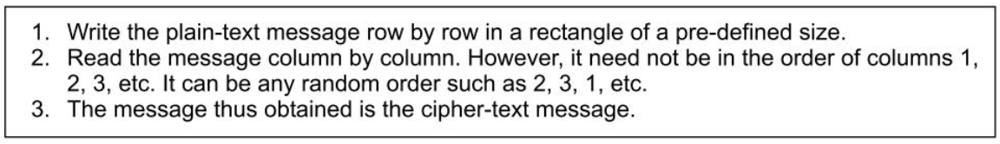 1. Write the plain-text message row by row in a rectangle of a pre-defined size.
2. Read the message column by column. However, it need not be in the order of columns 1,
2, 3, etc. It can be any random order such as 2, 3, 1, etc.
3. The message thus obtained is the cipher-text message.